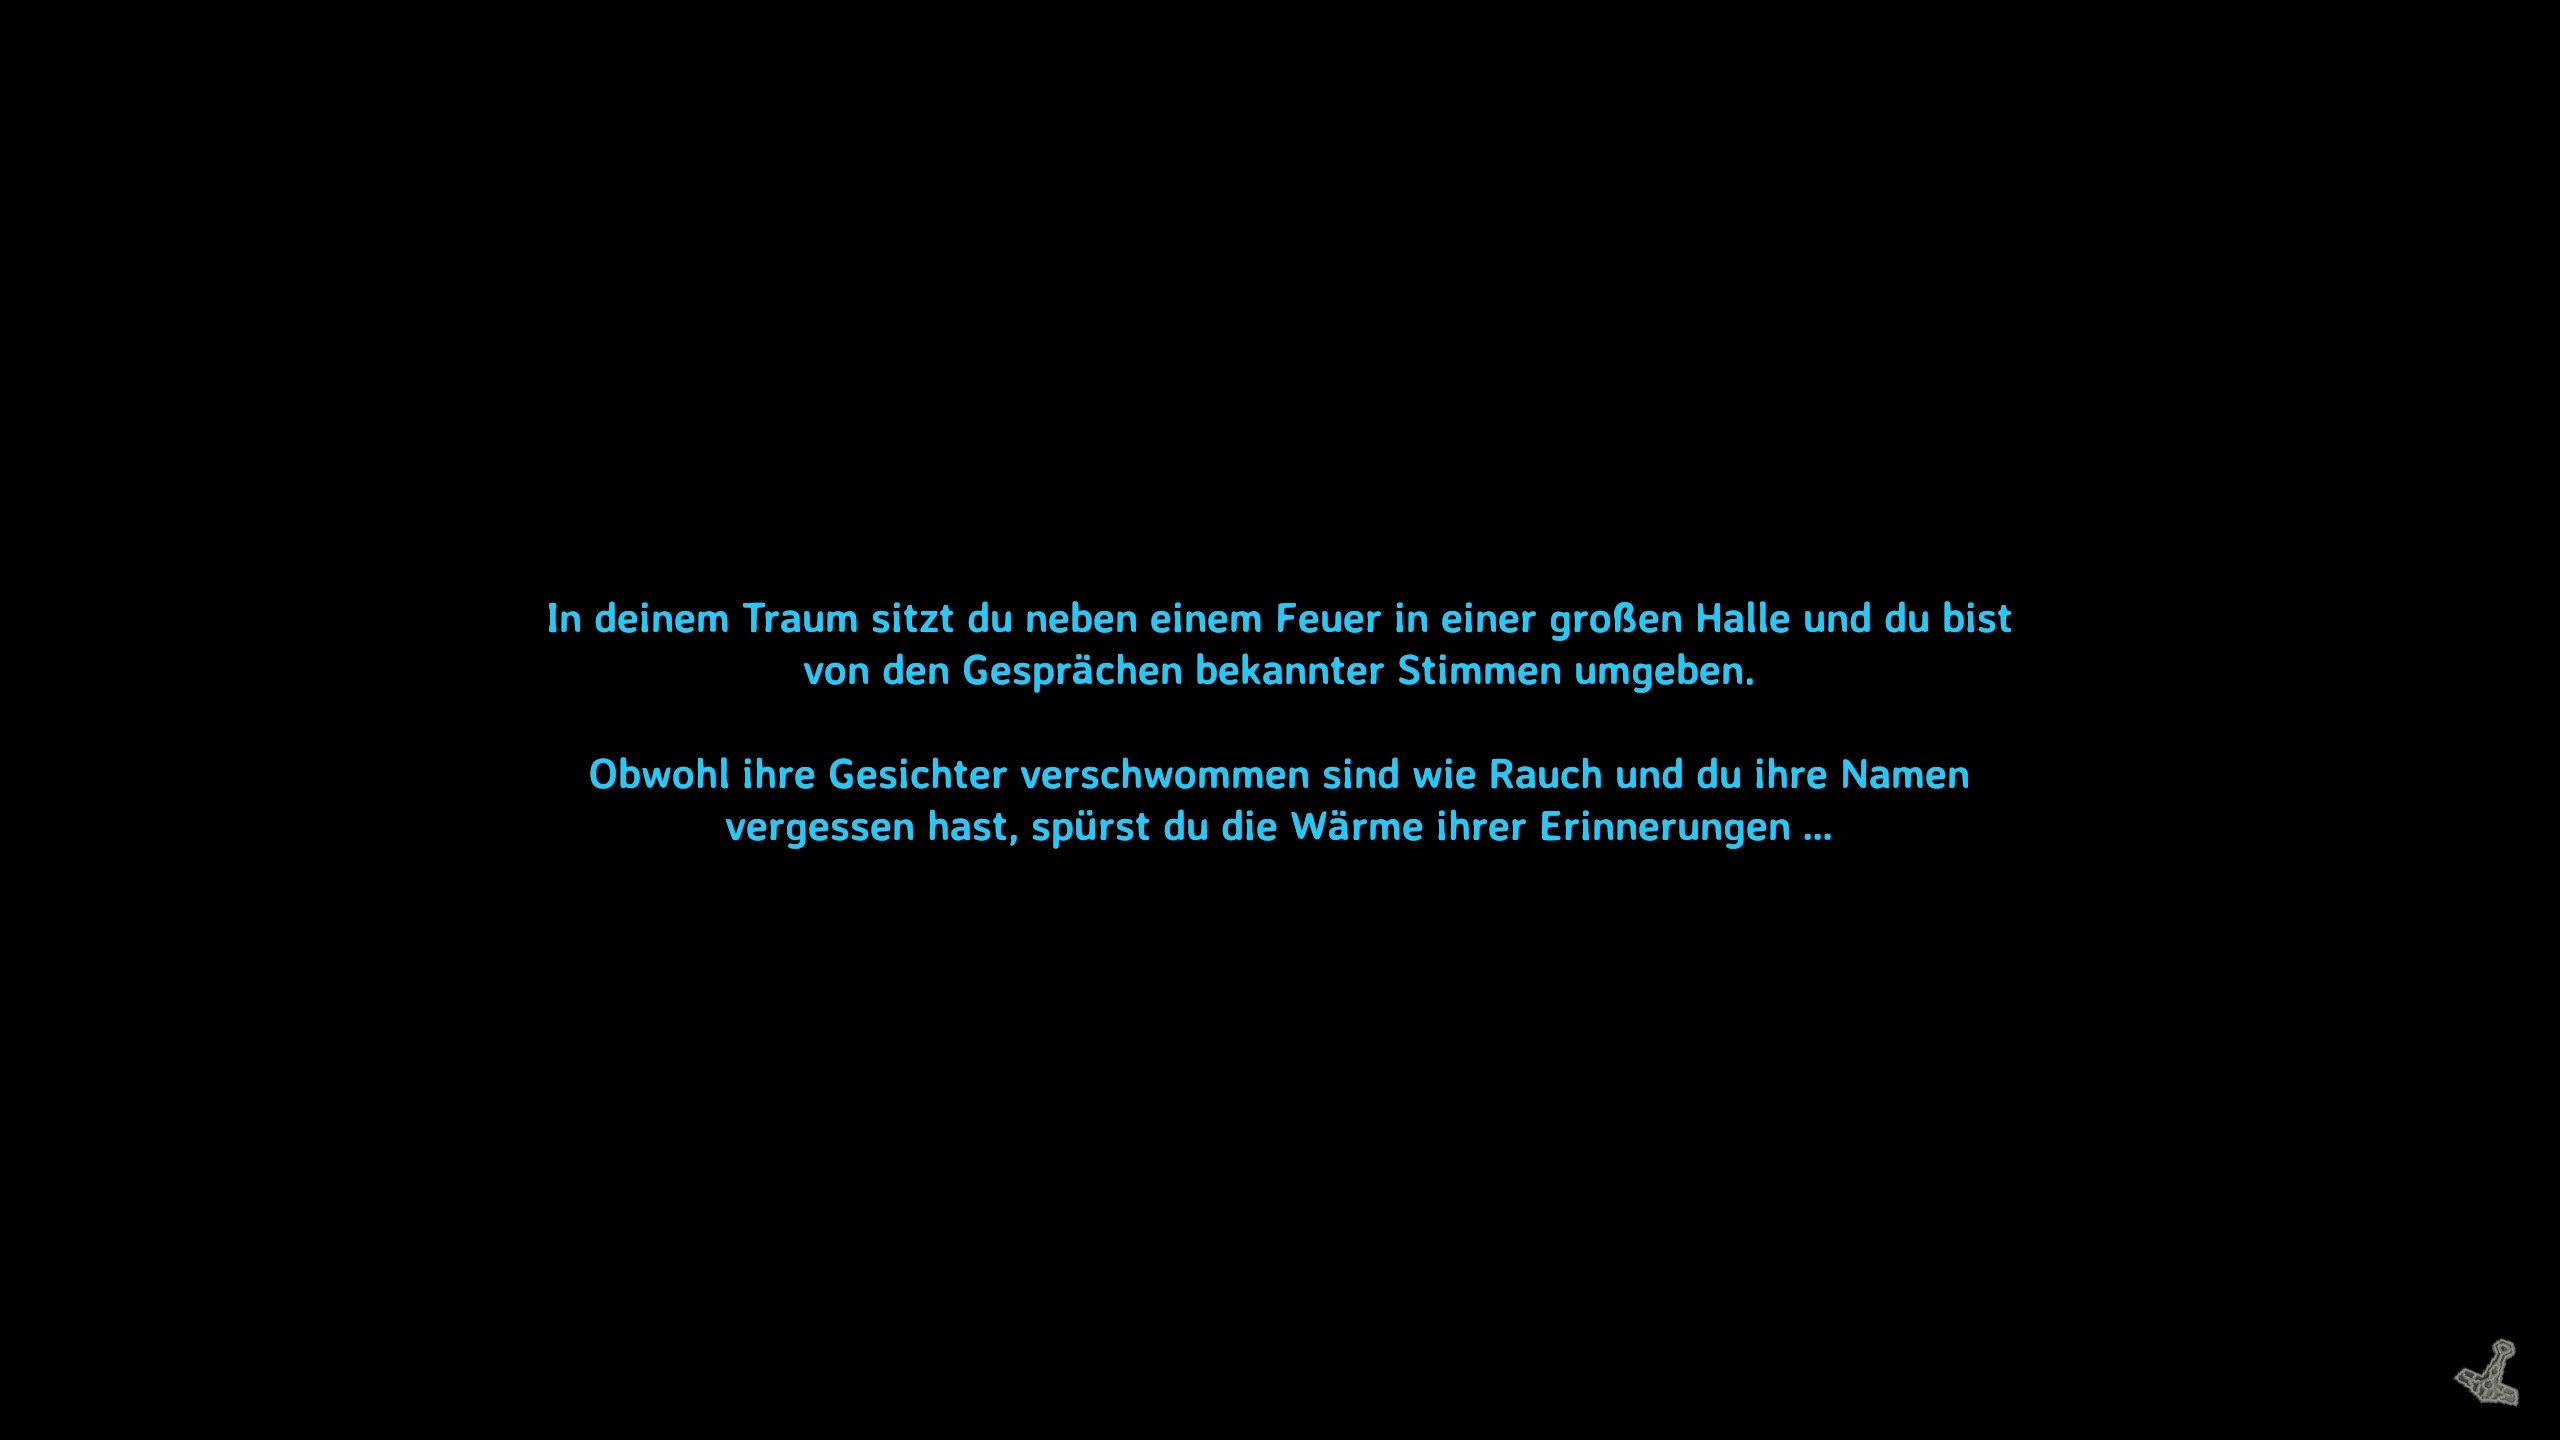 In deinem Traum sitzt du neben einem Feuer in einer großen Halle und du bist
von den Gesprächen bekannter Stimmen umgeben.
Obwohl ihre Gesichter verschwommen sind wie Rauch und du ihre Namen
vergessen hast, spürst du die Wärme ihrer Erinnerungen ...